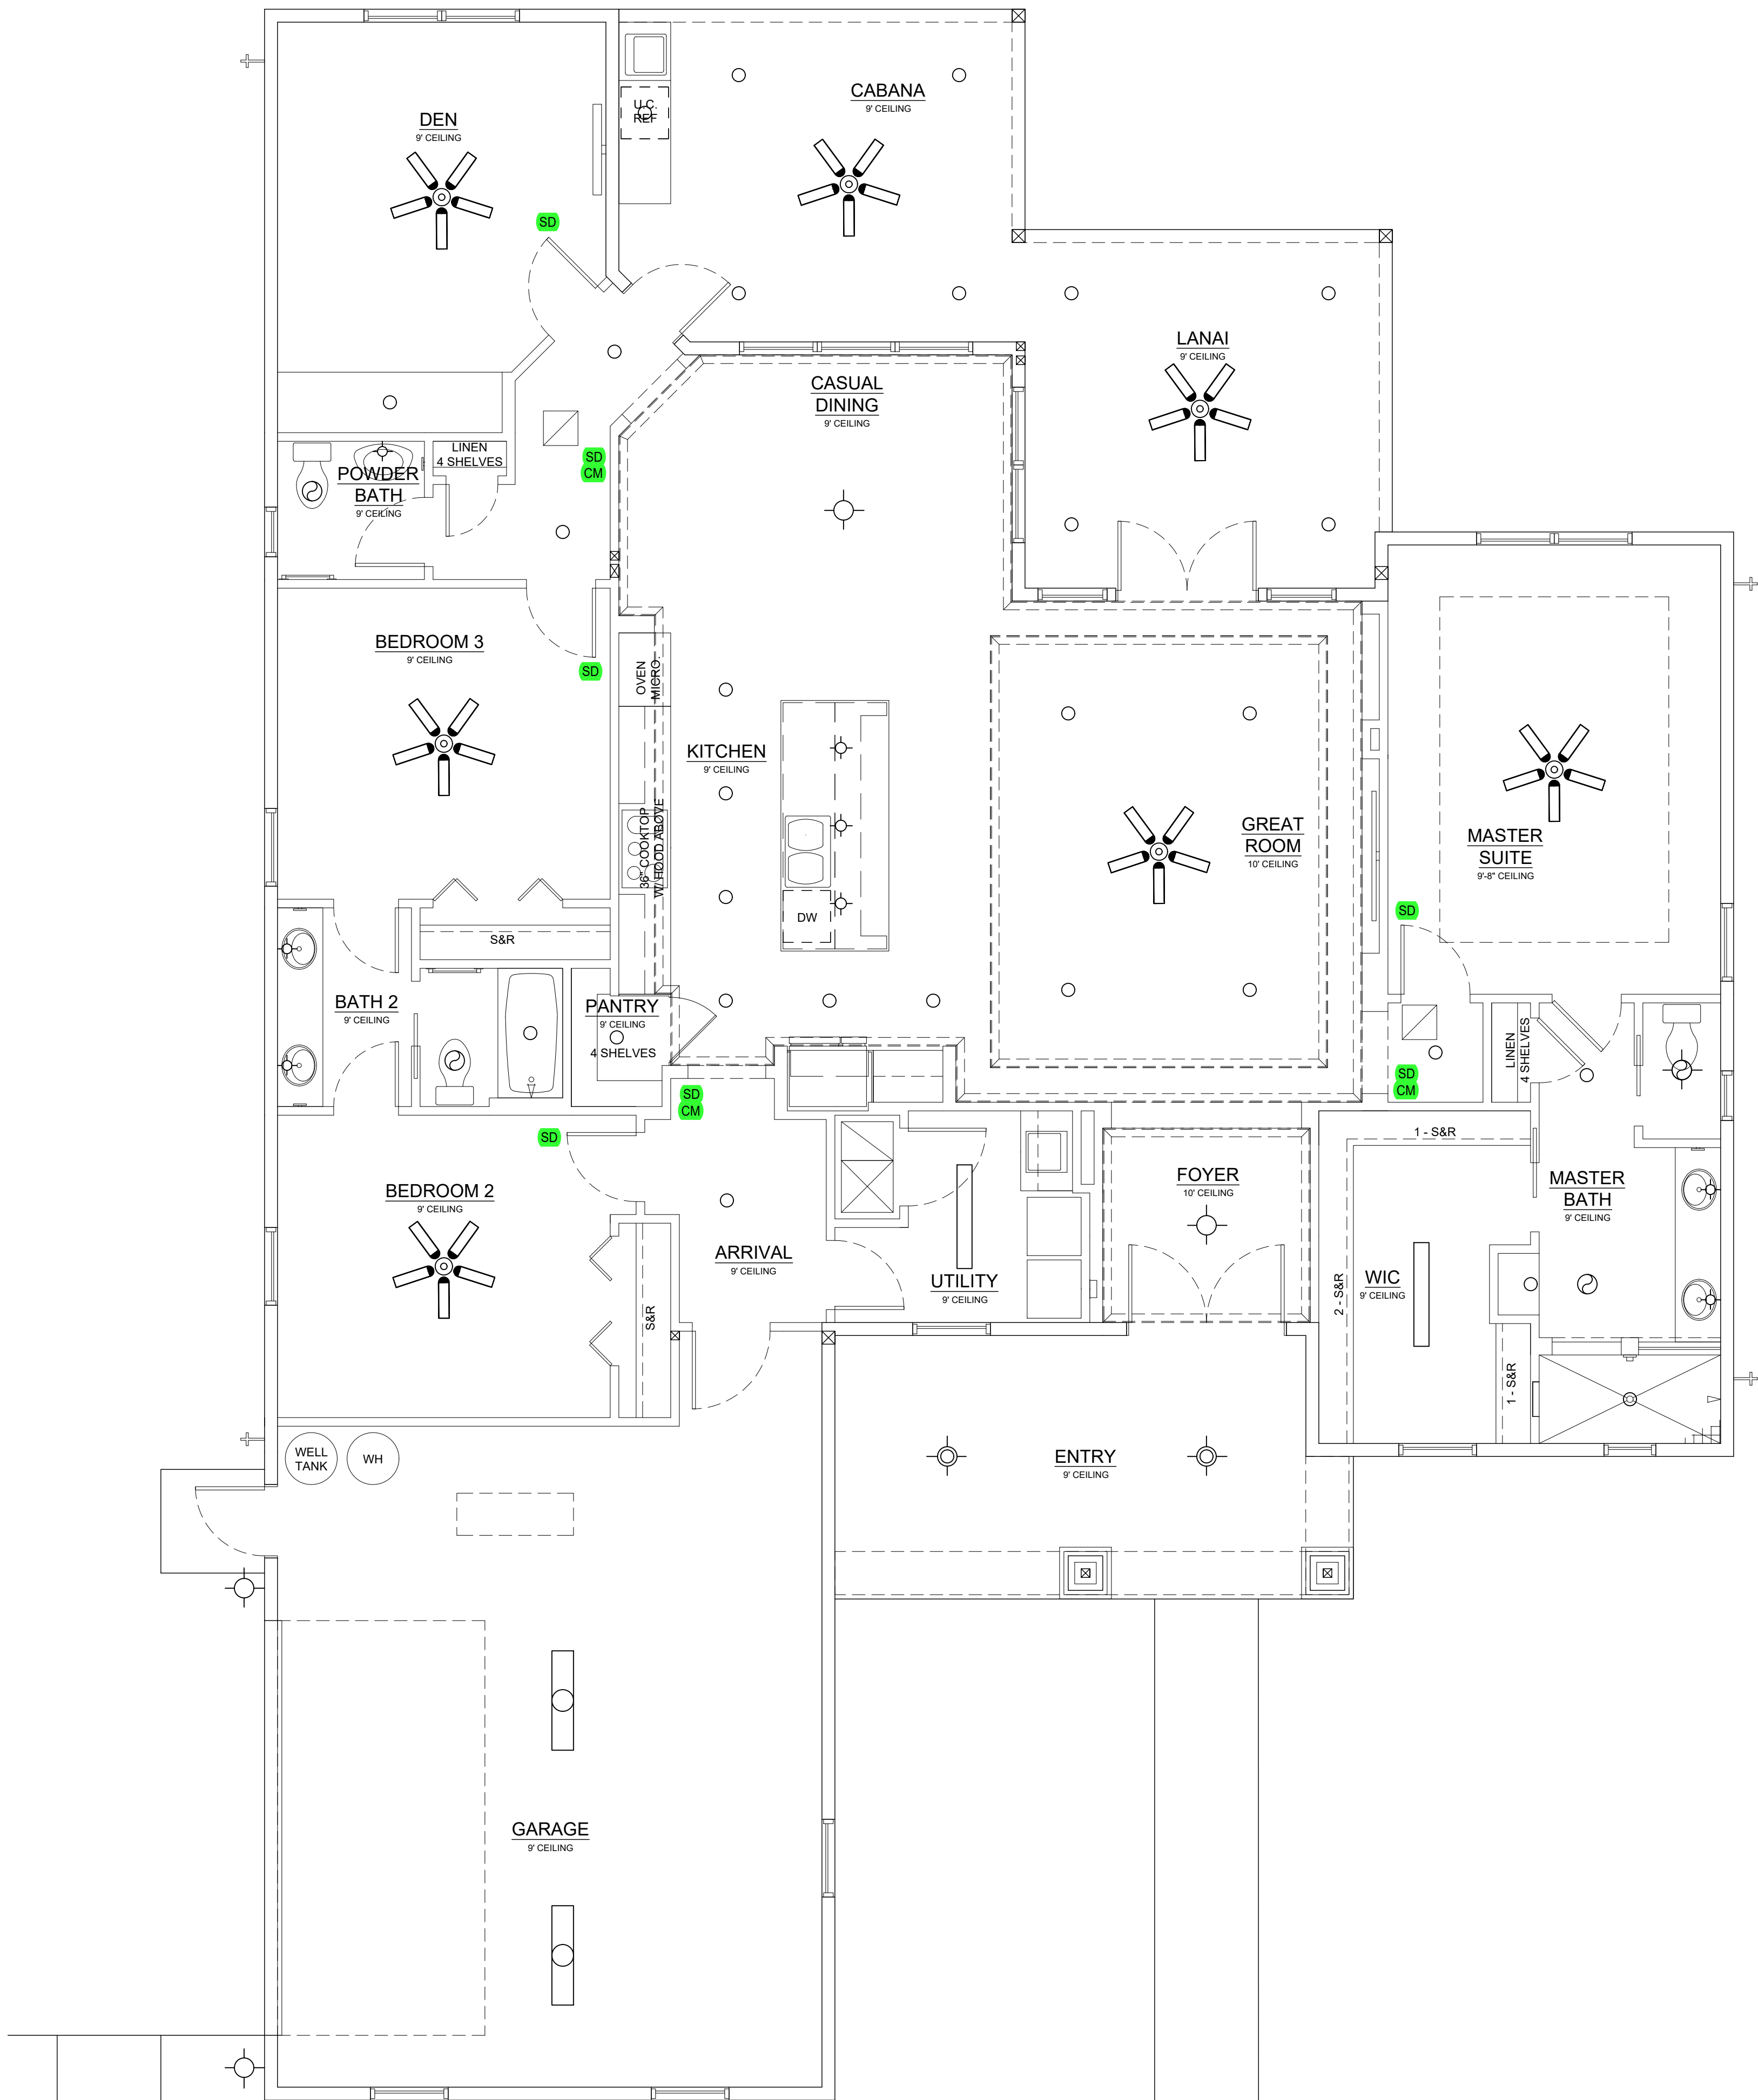 CABANA
9' CEILING
U.C.
REF
DEN
9' CEILING
SD
LANAI
9' CEILING
CASUAL
DINING
9' CEILING
LINEN
4 SHELVES
SD
CM
POWDER
BATH
9' CEILING
BEDROOM 3
9' CEILING
SD
OVEN
MICRO.
KITCHEN
9' CEILING
36" COOKTOP
W/ HOOD ABOVE
DW
GREAT
ROOM
10' CEILING
MASTER
SUITE
9'-8" CEILING
SD
S&R
BATH 2
9' CEILING
PANTRY
9' CEILING
4 SHELVES
LINEN
4 SHELVES
SD
CM
SD
CM
SD
1 - S&R
BEDROOM 2
9' CEILING
FOYER
10' CEILING
MASTER
BATH
9' CEILING
ARRIVAL
9' CEILING
UTILITY
9' CEILING
WIC
9' CEILING
2 - S&R
S&R
1 - S&R
WELL
TANK
WH
ENTRY
9' CEILING
GARAGE
9' CEILING